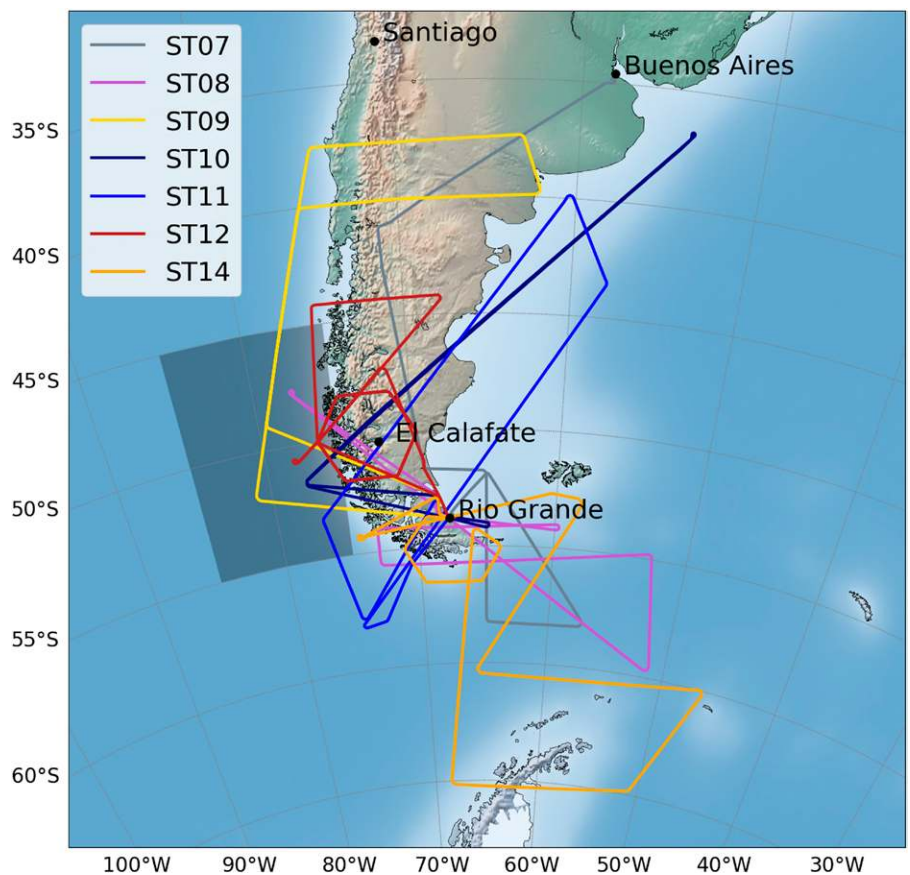 Santiago
Buenos Aires
ST07
ST08
ST09
ST10
ST11
ST12
ST14
35°S
40°S
45°S
50°S
55°S
60°S
El Calafate
Rio Grande
100°W
90°W
80°W
70°W
60°W
50°W
40°W
30°W